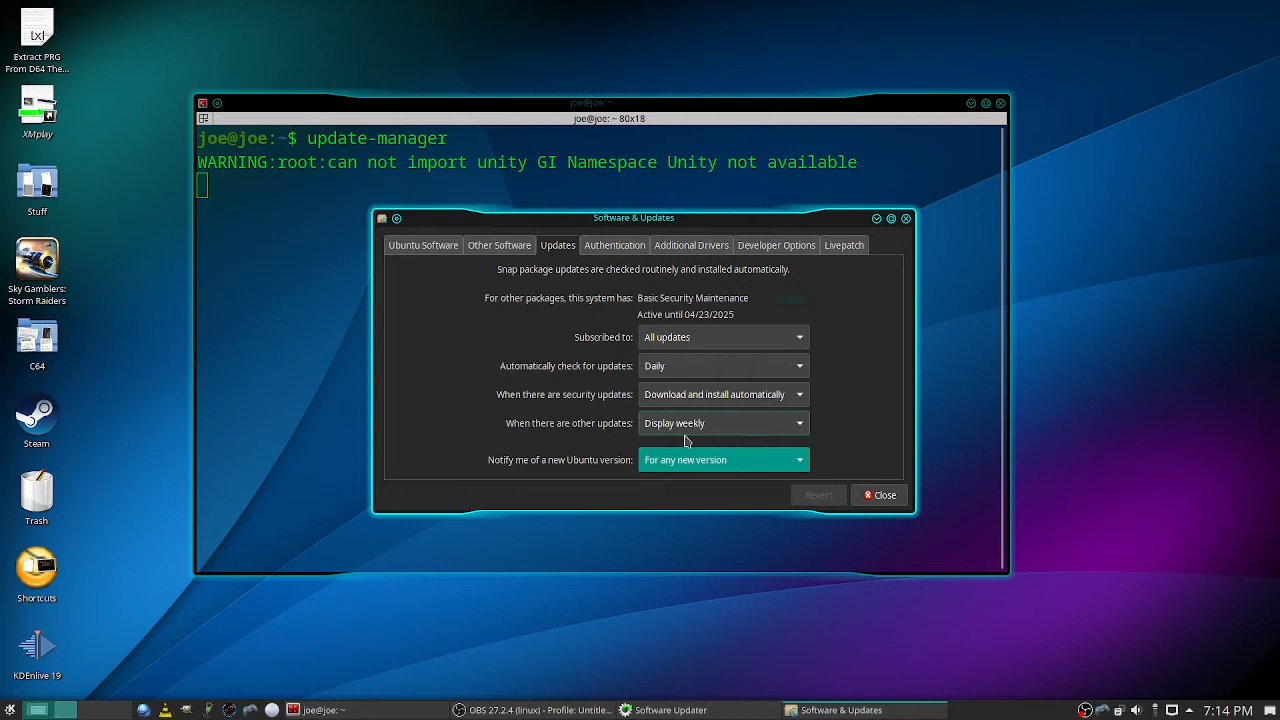 txt
Extract PRG
From D64 The...
XMplay
Stuff
Sky Gamblers:
Storm Raiders
C64
Steam
Trash
Shortcuts
KDEnlive 19
joe@joe: ~
joe@joe: ~ 80x18
joe@joe:~$ update-manager
WARNING:root:can not import unity GI Namespace Unity not available
Software & Updates
Ubuntu Software
Other Software
Updates
Authentication
Additional Drivers
Developer Options
Livepatch
Snap package updates are checked routinely and installed automatically.
For other packages, this system has: Basic Security Maintenance
Active until 04/23/2025
Subscribed to: All updates
Automatically check for updates: Daily
When there are security updates: Download and install automatically
When there are other updates: Display weekly
Notify me of a new Ubuntu version: For any new version
Revert
Close
joe@joe: ~
OBS 27.2.4 (linux) - Profile: Untitle...
Software Updater
Software & Updates
7:14 PM